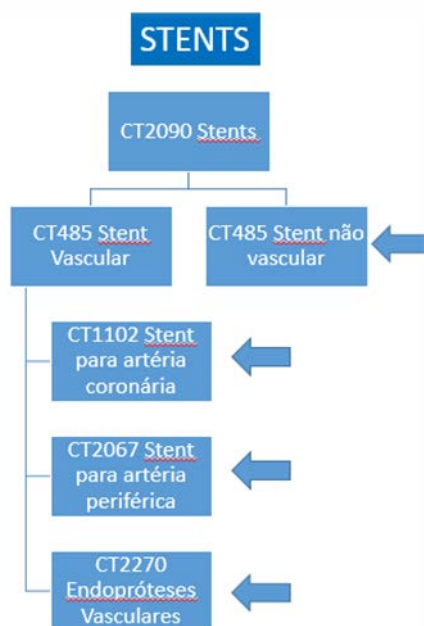 STENTS
CT2090 Stents
CT485 Stent
Vascular
CT485 Stent não
vascular
CT1102 Stent
para artéria
coronária
CT2067 Stent
para artéria
periférica
CT2270
Endopróteses
Vasculares